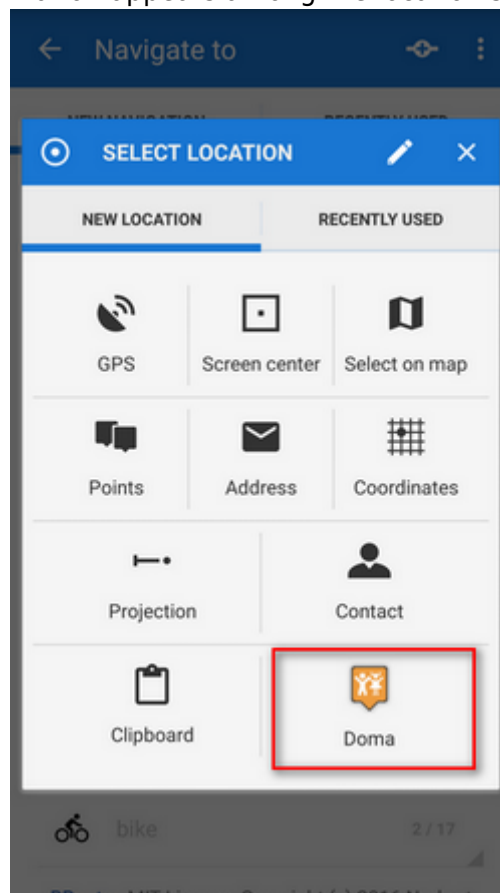 Navigate to
SELECT LOCATION
NEW LOCATION RECENTLY USED
GPS Screen center Select on map
Points Address Coordinates
Projection Contact
Clipboard Doma
bike 2 / 17